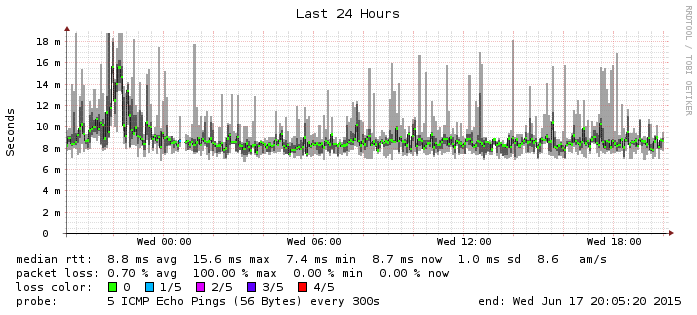 Last 24 Hours
RRDTOOL / TOBI OETIKER
Seconds
18 m
16 m
14 m
12 m
10 m
8 m
6 m
4 m
2 m
0
Wed 00:00 Wed 06:00 Wed 12:00 Wed 18:00
median rtt: 8.8 ms avg 15.6 ms max 7.4 ms min 8.7 ms now 1.0 ms sd 8.6 am/s
packet loss: 0.70 % avg 100.00 % max 0.00 % min 0.00 % now
loss color: 0 1/5 2/5 3/5 4/5
probe: 5 ICMP Echo Pings (56 Bytes) every 300s end: Wed Jun 17 20:05:20 2015